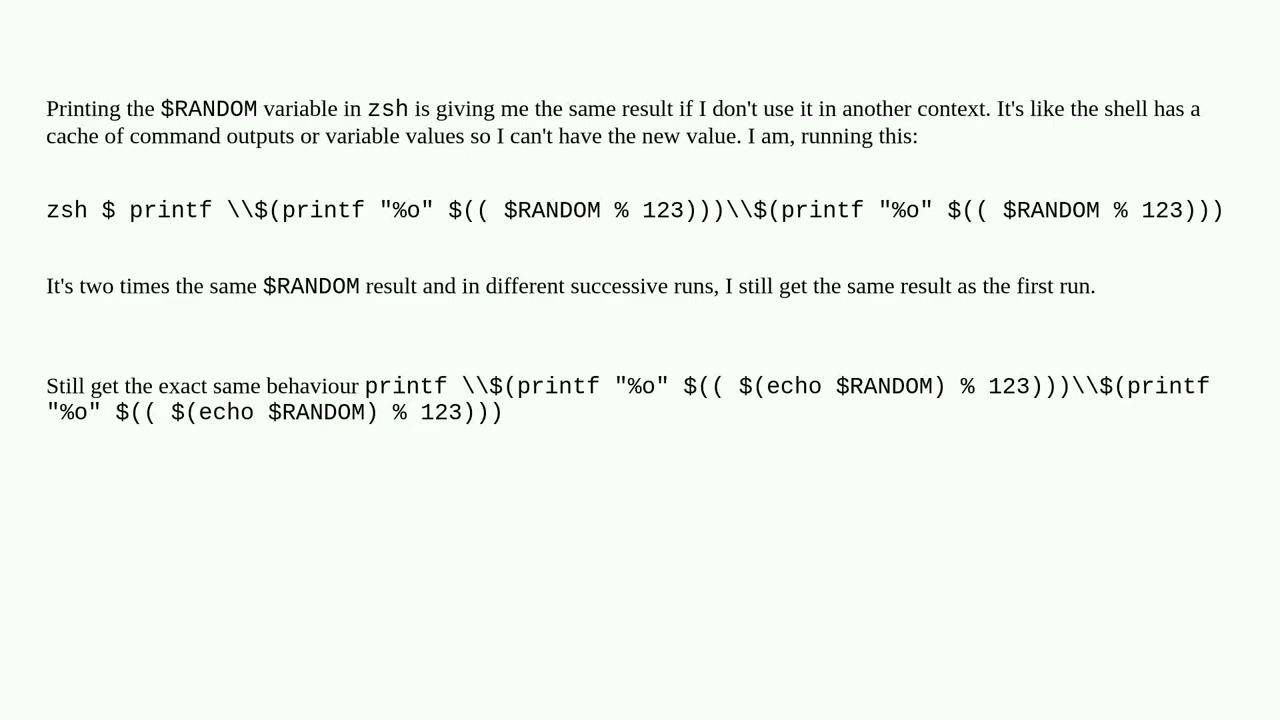 Printing the $RANDOM variable in zsh is giving me the same result if I don't use it in another context. It's like the shell has a
cache of command outputs or variable values so I can't have the new value. I am, running this:
zsh $ printf \\$(printf "%o" $(( $RANDOM % 123)))\\$(printf "%o" $(( $RANDOM % 123)))
It's two times the same $RANDOM result and in different successive runs, I still get the same result as the first run.
Still get the exact same behaviour printf \\$(printf "%o" $(( $(echo $RANDOM) % 123)))\\$(printf
"%o" $(( $(echo $RANDOM) % 123)))